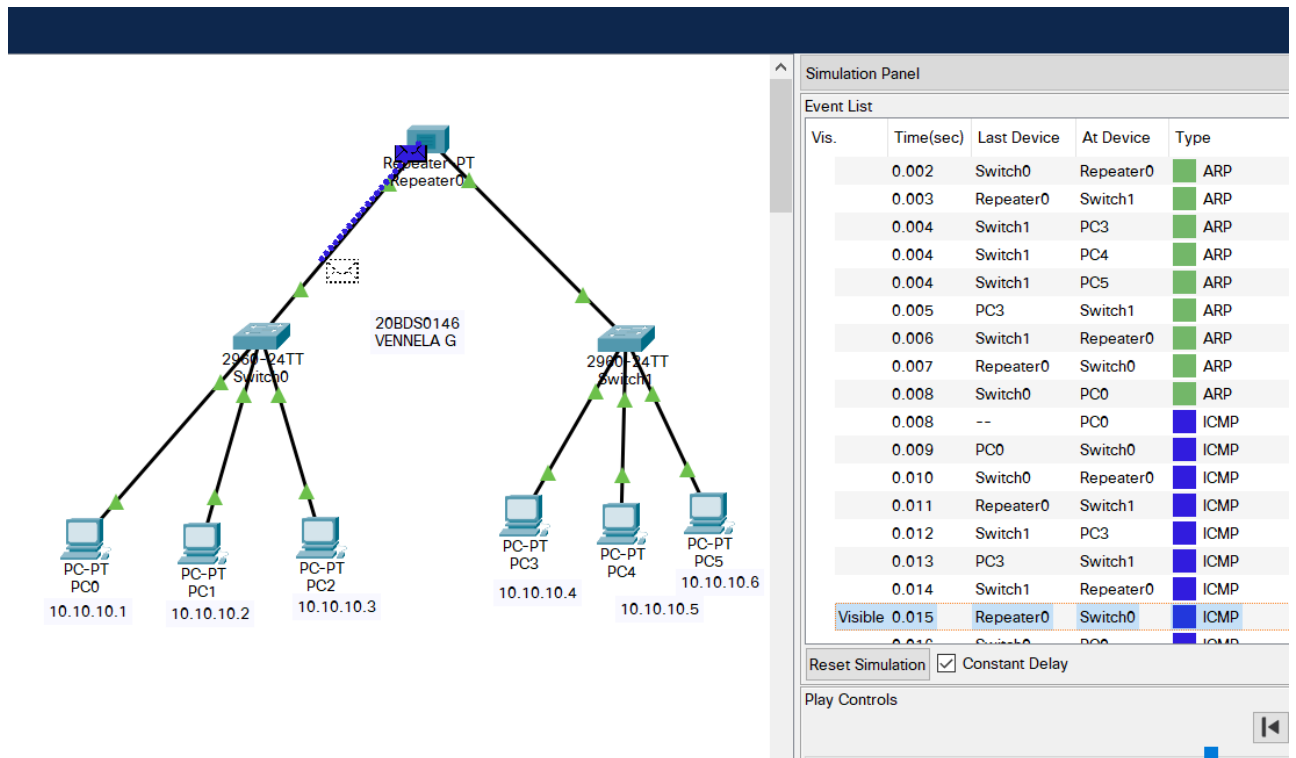 Repeater-PT
Repeater0
20BDS0146
VENNELA G
2960-24TT
Switch0
2960-24TT
Switch1
PC-PT
PC0
10.10.10.1
PC-PT
PC1
10.10.10.2
PC-PT
PC2
10.10.10.3
PC-PT
PC3
10.10.10.4
PC-PT
PC4
10.10.10.5
PC-PT
PC5
10.10.10.6
Simulation Panel
Event List
Vis. Time(sec) Last Device At Device Type
0.002 Switch0 Repeater0 ARP
0.003 Repeater0 Switch1 ARP
0.004 Switch1 PC3 ARP
0.004 Switch1 PC4 ARP
0.004 Switch1 PC5 ARP
0.005 PC3 Switch1 ARP
0.006 Switch1 Repeater0 ARP
0.007 Repeater0 Switch0 ARP
0.008 Switch0 PC0 ARP
0.008 -- PC0 ICMP
0.009 PC0 Switch0 ICMP
0.010 Switch0 Repeater0 ICMP
0.011 Repeater0 Switch1 ICMP
0.012 Switch1 PC3 ICMP
0.013 PC3 Switch1 ICMP
0.014 Switch1 Repeater0 ICMP
Visible 0.015 Repeater0 Switch0 ICMP
0.016 Switch0 PC0 ICMP
Reset Simulation Constant Delay
Play Controls